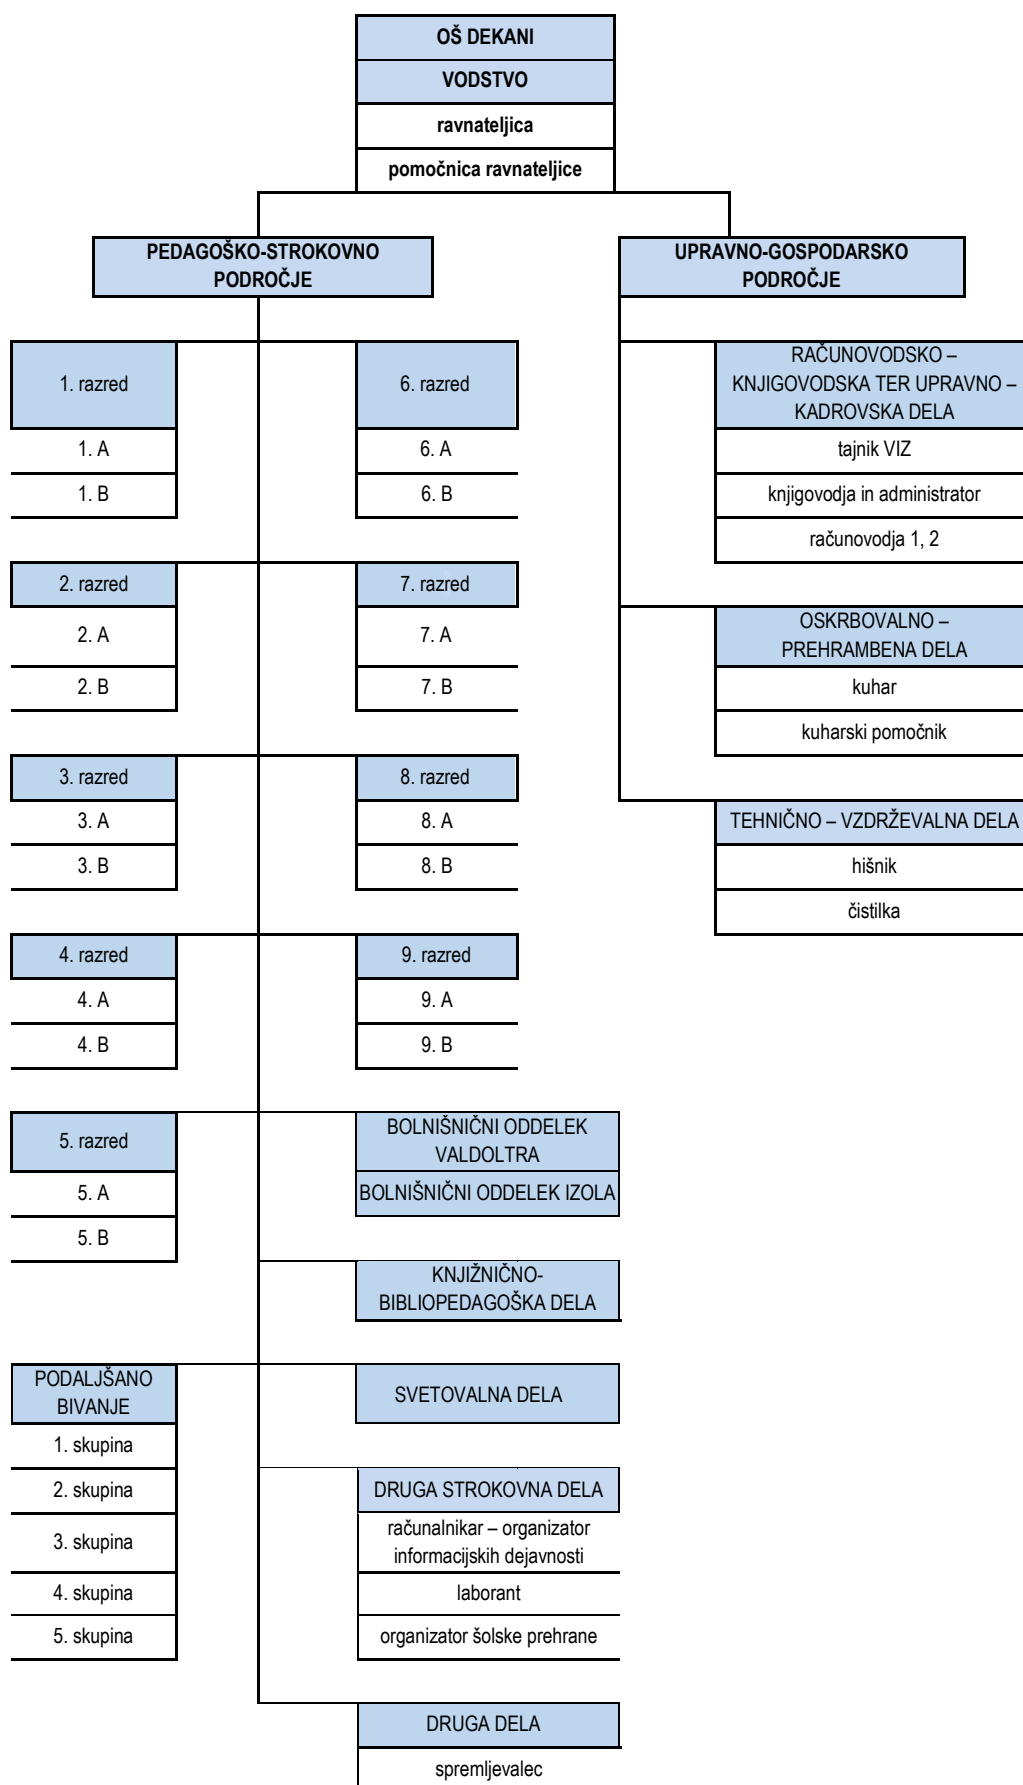 OŠ DEKANI
VODSTVO
ravnateljica
pomočnica ravnateljice
PEDAGOŠKO-STROKOVNO
PODROČJE
UPRAVNO-GOSPODARSKO
PODROČJE
1. razred
1. A
1. B
6. razred
6. A
6. B
RAČUNOVODSKO –
KNJIGOVODSKA TER UPRAVNO –
KADROVSKA DELA
tajnik VIZ
knjigovodja in administrator
računovodja 1, 2
2. razred
2. A
2. B
7. razred
7. A
7. B
OSKRBOVALNO –
PREHRAMBENA DELA
kuhar
kuharski pomočnik
3. razred
3. A
3. B
8. razred
8. A
8. B
TEHNIČNO – VZDRŽEVALNA DELA
hišnik
čistilka
4. razred
4. A
4. B
9. razred
9. A
9. B
5. razred
5. A
5. B
BOLNIŠNIČNI ODDELEK
VALDOLTRA
BOLNIŠNIČNI ODDELEK IZOLA
KNJIŽNIČNO-
BIBLIOPEDAGOŠKA DELA
PODALJŠANO
BIVANJE
1. skupina
2. skupina
3. skupina
4. skupina
5. skupina
SVETOVALNA DELA
DRUGA STROKOVNA DELA
računalnikar – organizator
informacijskih dejavnosti
laborant
organizator šolske prehrane
DRUGA DELA
spremljevalec